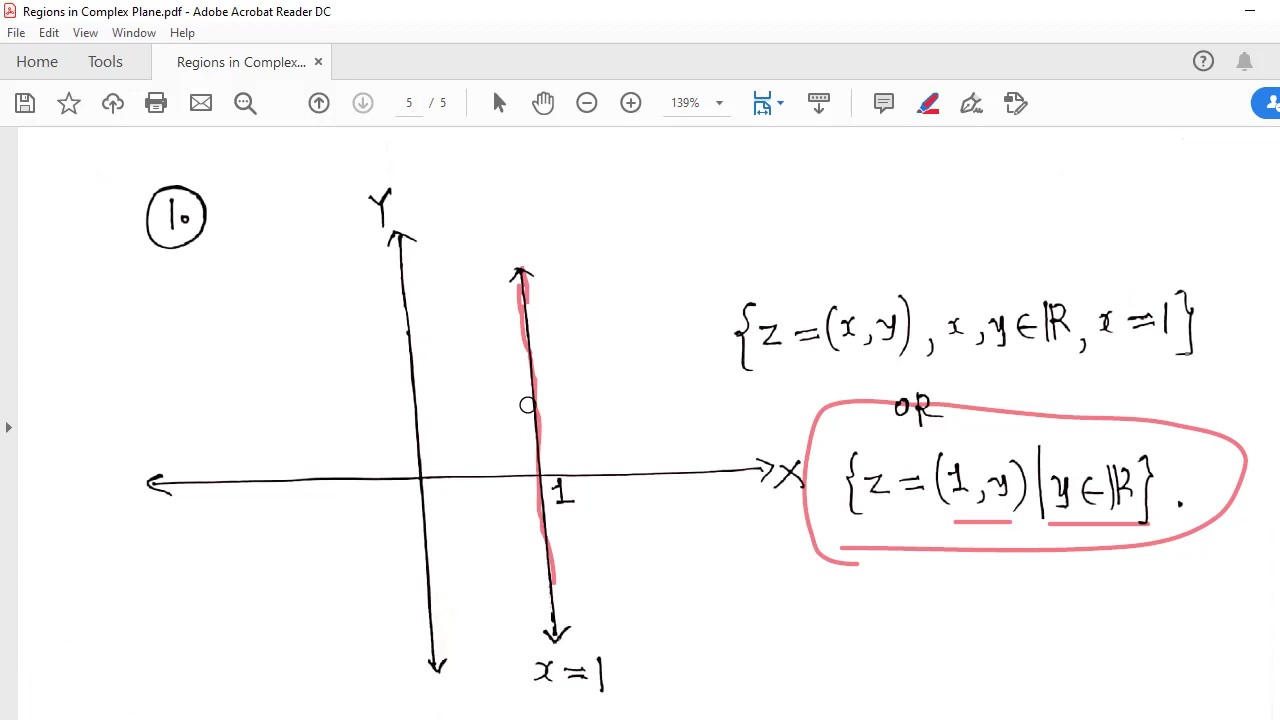 Regions in Complex Plane.pdf - Adobe Acrobat Reader DC
File Edit View Window Help
Home Tools Regions in Complex... ×
5 / 5 139%
10
Y
{z=(x,y), x,y∈ℝ, x=1}
OR
X
{z=(1,y)|y∈ℝ}.
1
x=1